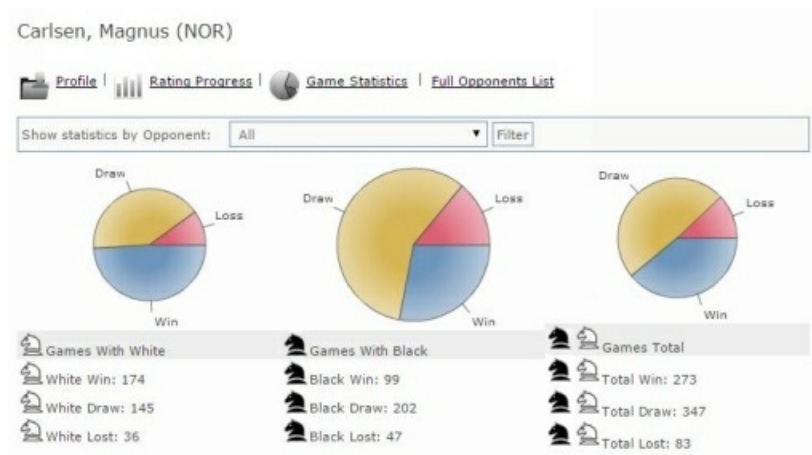 Carlsen, Magnus (NOR)
Profile | Rating Progress | Game Statistics | Full Opponents List
Show statistics by Opponent: All Filter
Draw
Loss
Win
Draw
Loss
Win
Draw
Loss
Win
Games With White
White Win: 174
White Draw: 145
White Lost: 36
Games With Black
Black Win: 99
Black Draw: 202
Black Lost: 47
Games Total
Total Win: 273
Total Draw: 347
Total Lost: 83